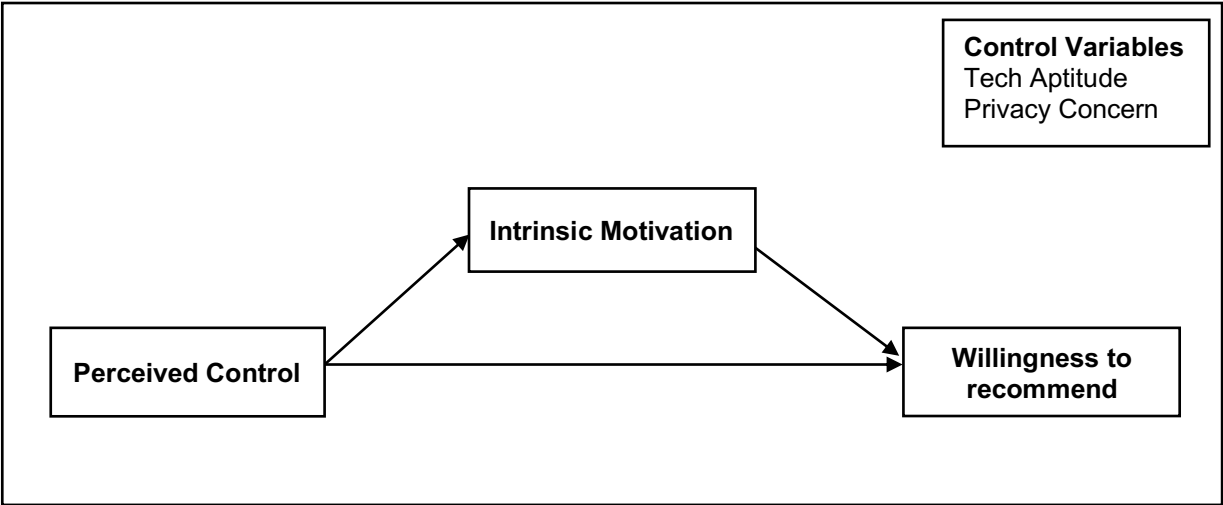 Control Variables
Tech Aptitude
Privacy Concern
Intrinsic Motivation
Perceived Control
Willingness to
recommend